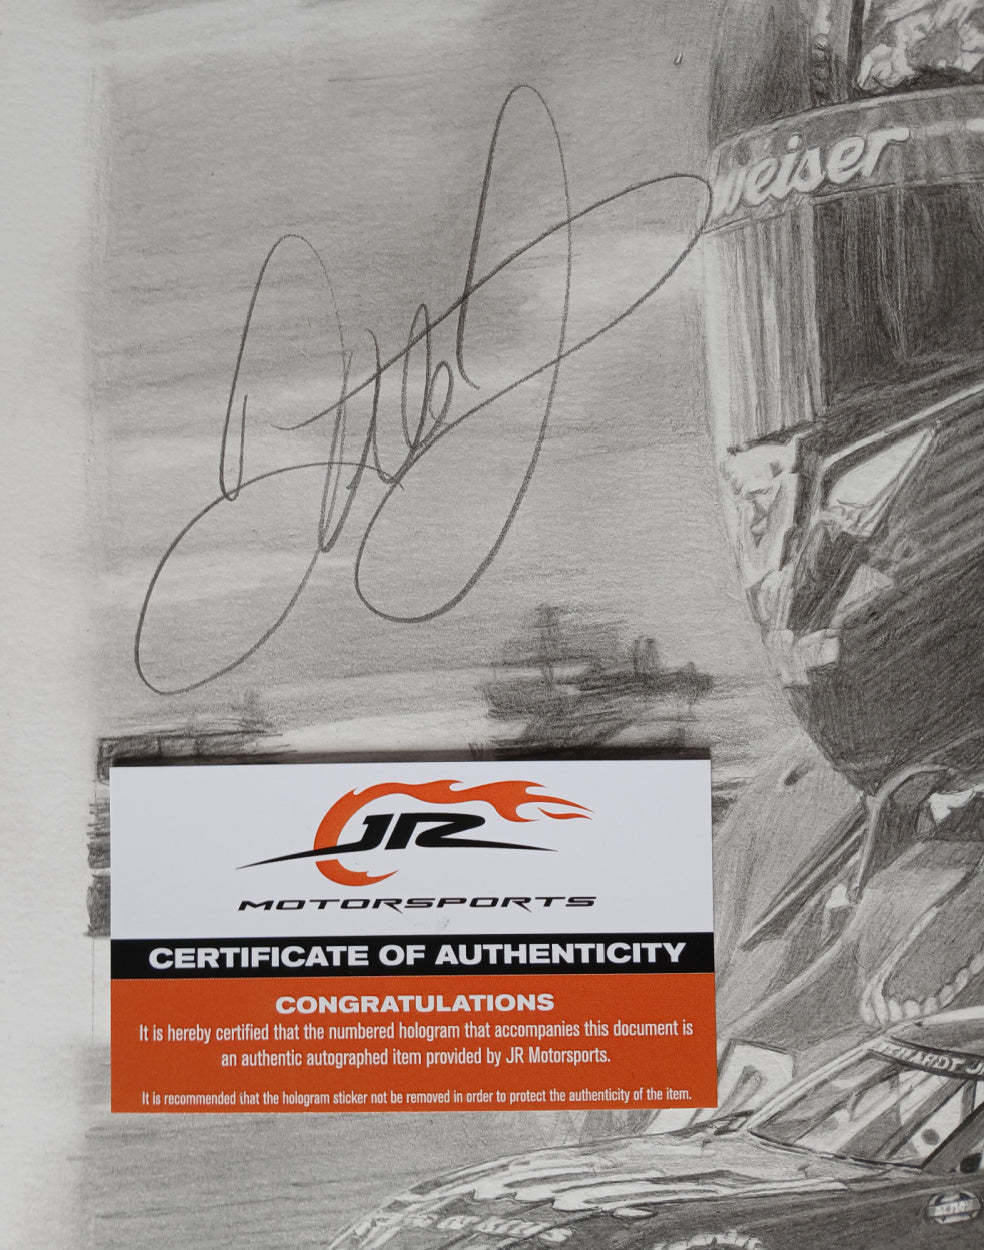 weiser
JR
MOTORSPORTS
CERTIFICATE OF AUTHENTICITY
CONGRATULATIONS
It is hereby certified that the numbered hologram that accompanies this document is
an authentic autographed item provided by JR Motorsports.
It is recommended that the hologram sticker not be removed in order to protect the authenticity of the item.